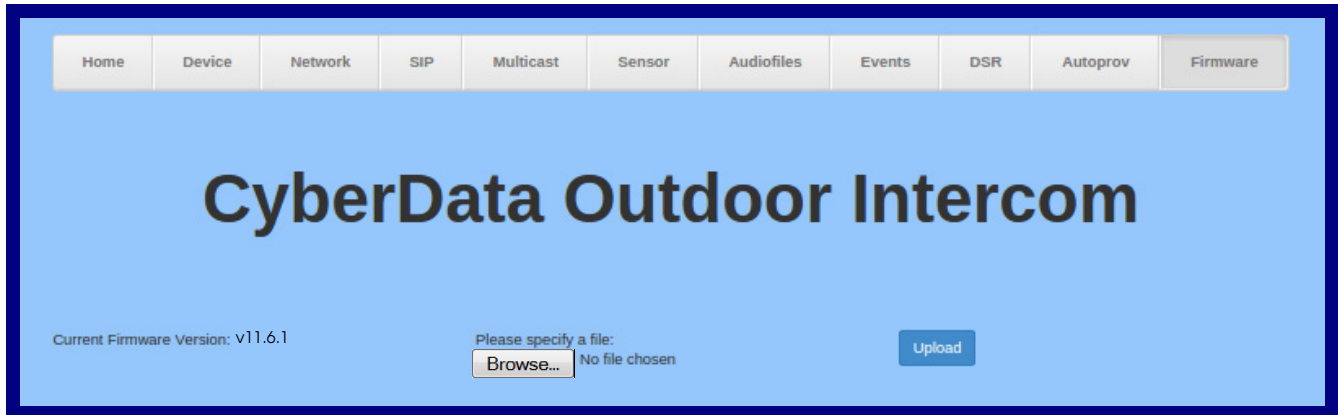 Home Device Network SIP Multicast Sensor Audiofiles Events DSR Autoprov Firmware
CyberData Outdoor Intercom
Current Firmware Version: v11.6.1
Please specify a file:
Browse... No file chosen
Upload